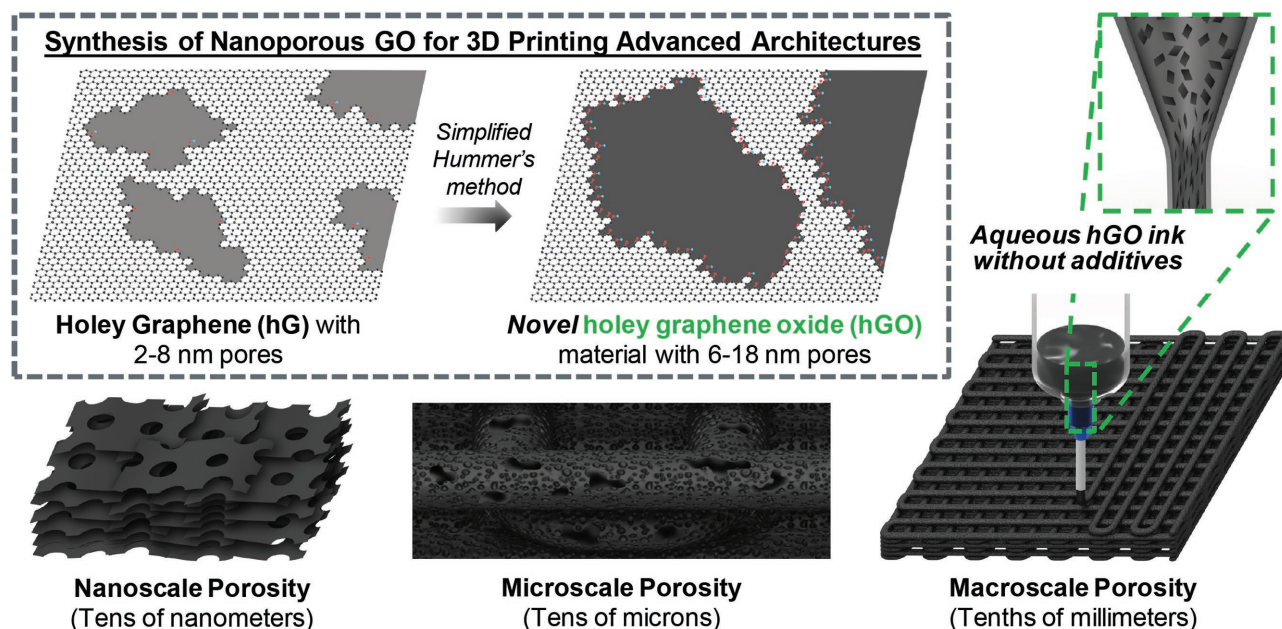 Synthesis of Nanoporous GO for 3D Printing Advanced Architectures
Simplified
Hummer's
method
Holey Graphene (hG) with
2-8 nm pores
Novel holey graphene oxide (hGO)
material with 6-18 nm pores
Aqueous hGO ink
without additives
Nanoscale Porosity
(Tens of nanometers)
Microscale Porosity
(Tens of microns)
Macroscale Porosity
(Tenths of millimeters)